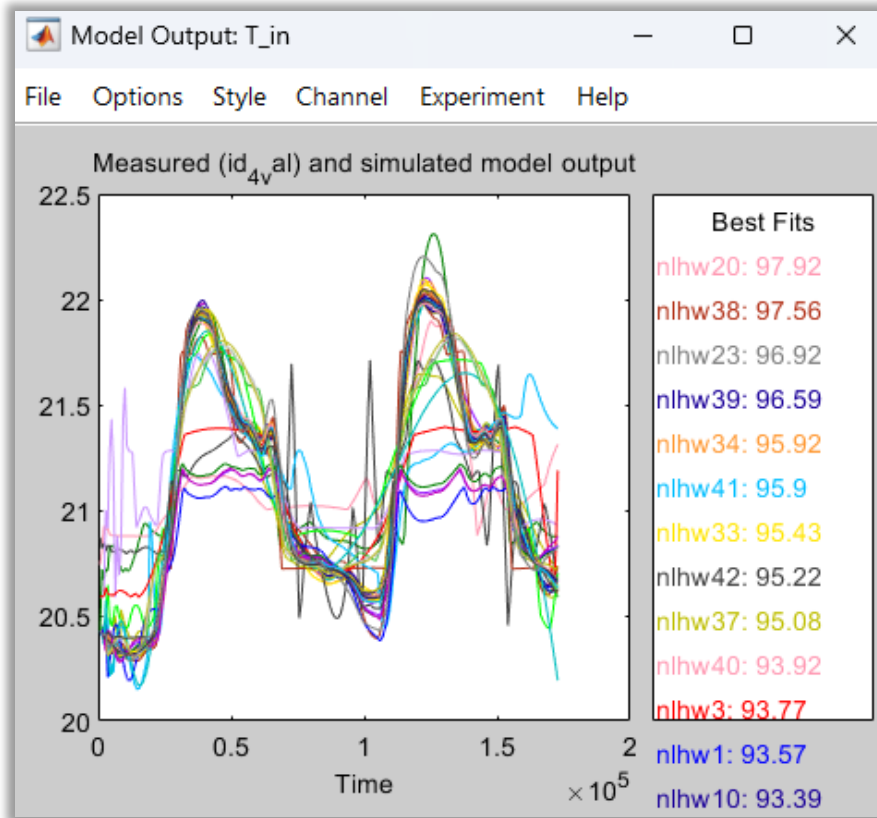 Model Output: T_in
File Options Style Channel Experiment Help
Measured (id_4val) and simulated model output
22.5
22
21.5
21
20.5
20
0 0.5 1 1.5 2
Time
×10^5
Best Fits
nlhw20: 97.92
nlhw38: 97.56
nlhw23: 96.92
nlhw39: 96.59
nlhw34: 95.92
nlhw41: 95.9
nlhw33: 95.43
nlhw42: 95.22
nlhw37: 95.08
nlhw40: 93.92
nlhw3: 93.77
nlhw1: 93.57
nlhw10: 93.39